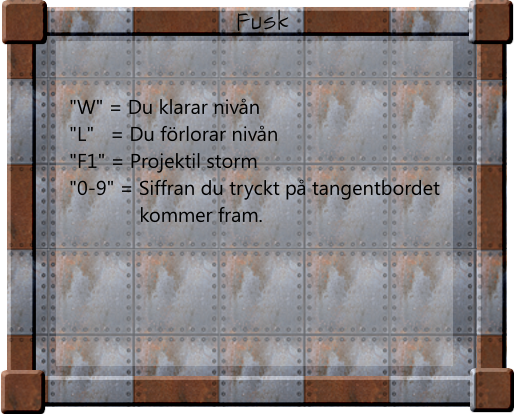 Fusk
"W" = Du klarar nivån
"L" = Du förlorar nivån
"F1" = Projektil storm
"0-9" = Siffran du tryckt på tangentbordet
kommer fram.